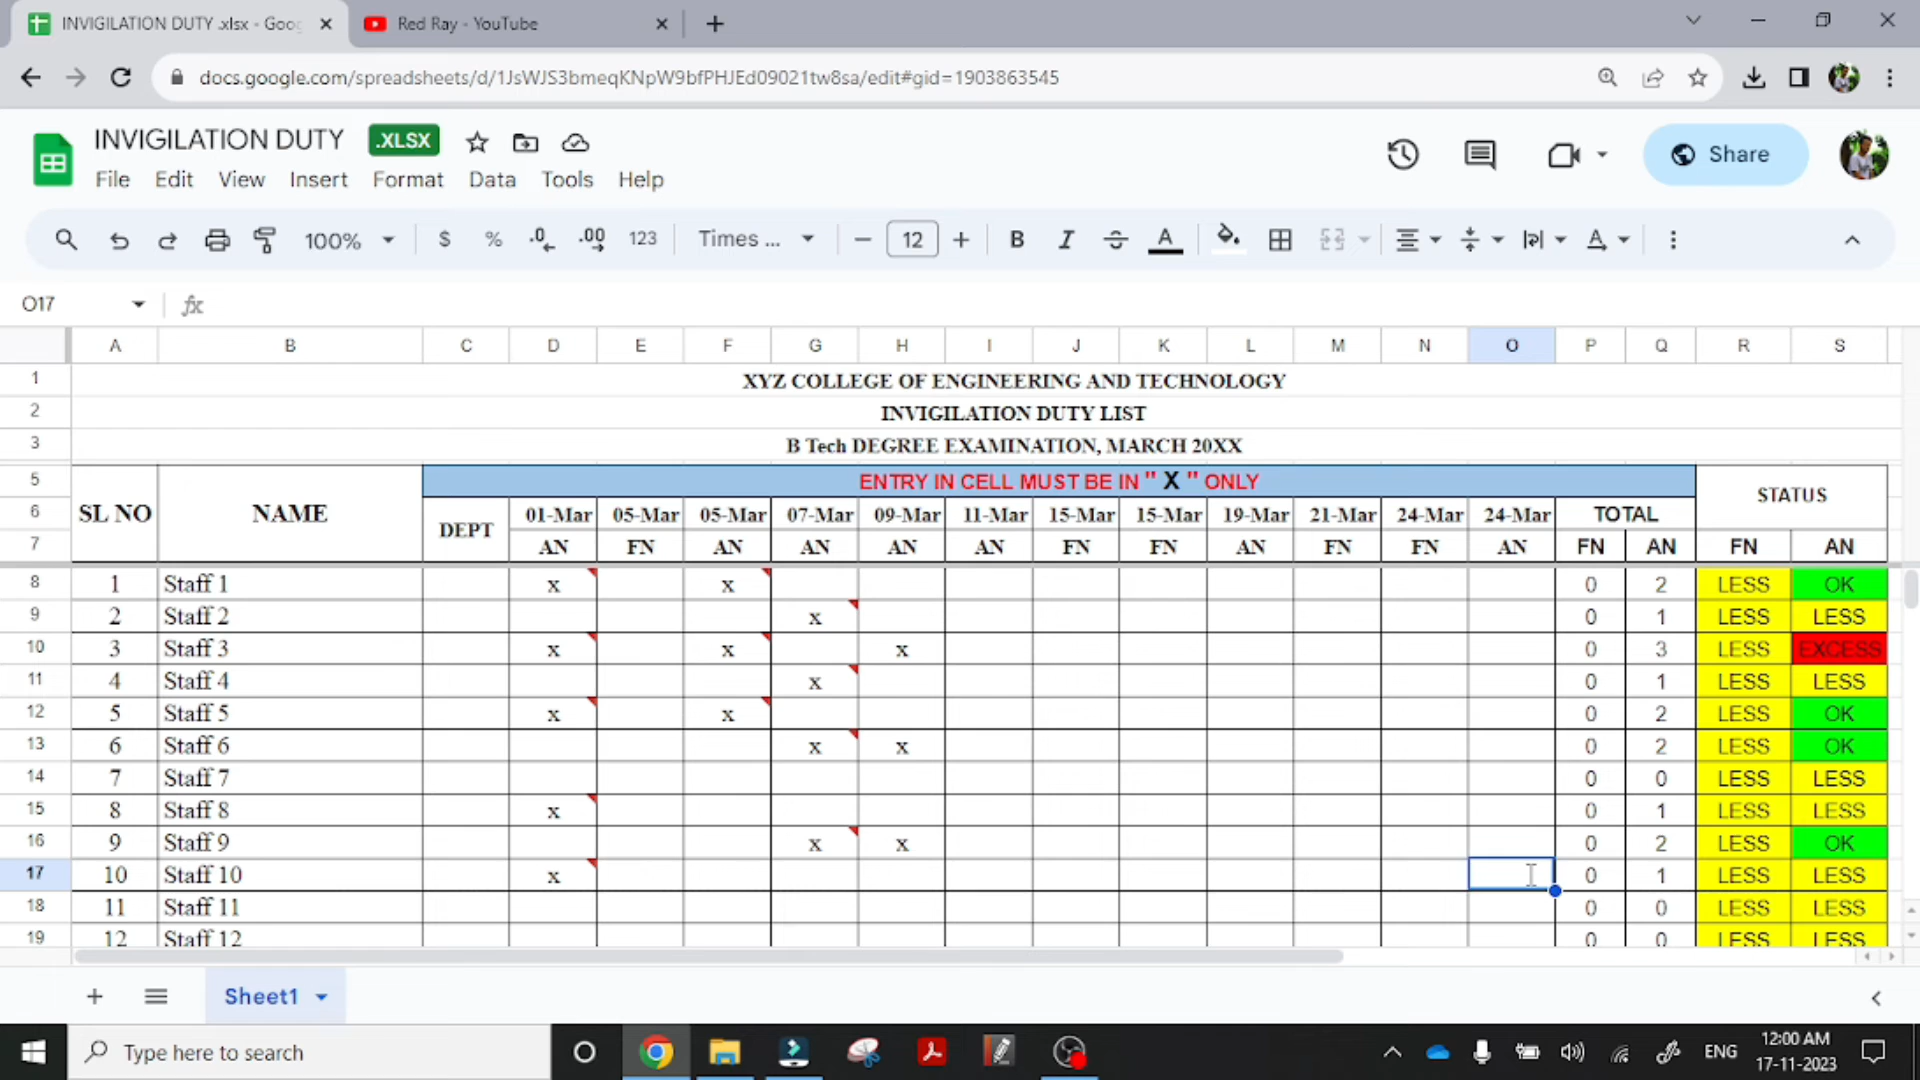 INVIGILATION DUTY .xlsx - Goo
Red Ray - YouTube
docs.google.com/spreadsheets/d/1JsWJS3bmeqKNpW9bfPHJEd09021tw8sa/edit#gid=1903863545
INVIGILATION DUTY .XLSX
File Edit View Insert Format Data Tools Help
Share
100% $ % .0 .00 123 Times ... 12 B I S A
O17 fx
A B C D E F G H I J K L M N O P Q R S
1 XYZ COLLEGE OF ENGINEERING AND TECHNOLOGY
2 INVIGILATION DUTY LIST
3 B Tech DEGREE EXAMINATION, MARCH 20XX
5 ENTRY IN CELL MUST BE IN " X " ONLY STATUS
6 SL NO NAME DEPT 01-Mar 05-Mar 05-Mar 07-Mar 09-Mar 11-Mar 15-Mar 15-Mar 19-Mar 21-Mar 24-Mar 24-Mar TOTAL
7 AN FN AN AN AN AN FN FN AN FN FN AN FN AN FN AN
8 1 Staff 1 x x 0 2 LESS OK
9 2 Staff 2 x 0 1 LESS LESS
10 3 Staff 3 x x x 0 3 LESS EXCESS
11 4 Staff 4 x 0 1 LESS LESS
12 5 Staff 5 x x 0 2 LESS OK
13 6 Staff 6 x x 0 2 LESS OK
14 7 Staff 7 0 0 LESS LESS
15 8 Staff 8 x 0 1 LESS LESS
16 9 Staff 9 x x 0 2 LESS OK
17 10 Staff 10 x 0 1 LESS LESS
18 11 Staff 11 0 0 LESS LESS
19 12 Staff 12 0 0 LESS LESS
Sheet1
Type here to search
ENG
12:00 AM
17-11-2023